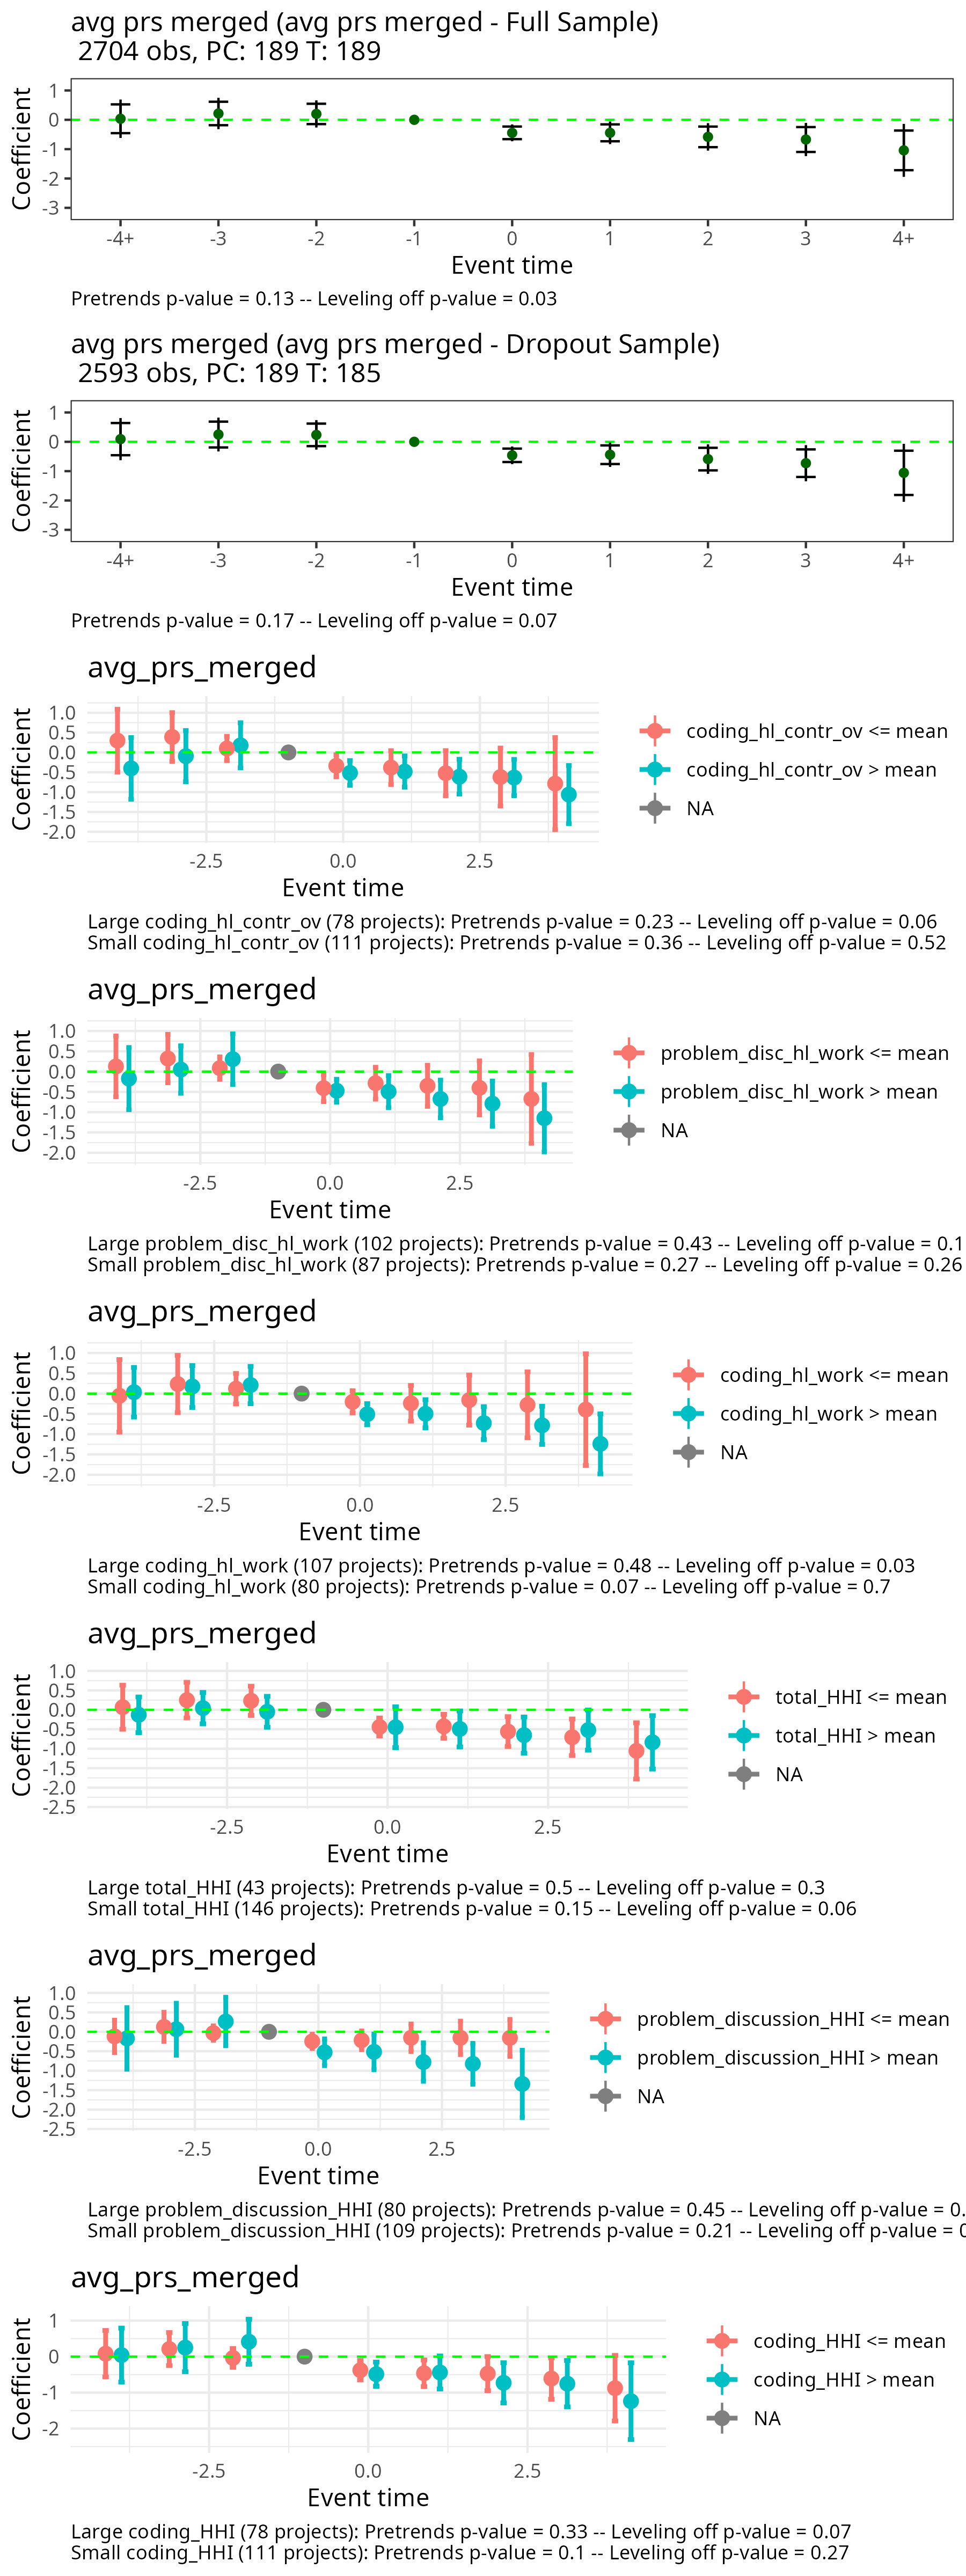 avg prs merged (avg prs merged - Full Sample)
2704 obs, PC: 189 T: 189
Coefficient
1
0
-1
-2
-3
-4+ -3 -2 -1 0 1 2 3 4+
Event time
Pretrends p-value = 0.13 -- Leveling off p-value = 0.03
avg prs merged (avg prs merged - Dropout Sample)
2593 obs, PC: 189 T: 185
Coefficient
1
0
-1
-2
-3
-4+ -3 -2 -1 0 1 2 3 4+
Event time
Pretrends p-value = 0.17 -- Leveling off p-value = 0.07
avg_prs_merged
Coefficient
1.0
0.5
0.0
-0.5
-1.0
-1.5
-2.0
-2.5 0.0 2.5
Event time
coding_hl_contr_ov <= mean
coding_hl_contr_ov > mean
NA
Large coding_hl_contr_ov (78 projects): Pretrends p-value = 0.23 -- Leveling off p-value = 0.06
Small coding_hl_contr_ov (111 projects): Pretrends p-value = 0.36 -- Leveling off p-value = 0.52
avg_prs_merged
Coefficient
1.0
0.5
0.0
-0.5
-1.0
-1.5
-2.0
-2.5 0.0 2.5
Event time
problem_disc_hl_work <= mean
problem_disc_hl_work > mean
NA
Large problem_disc_hl_work (102 projects): Pretrends p-value = 0.43 -- Leveling off p-value = 0.1
Small problem_disc_hl_work (87 projects): Pretrends p-value = 0.27 -- Leveling off p-value = 0.26
avg_prs_merged
Coefficient
1.0
0.5
0.0
-0.5
-1.0
-1.5
-2.0
-2.5 0.0 2.5
Event time
coding_hl_work <= mean
coding_hl_work > mean
NA
Large coding_hl_work (107 projects): Pretrends p-value = 0.48 -- Leveling off p-value = 0.03
Small coding_hl_work (80 projects): Pretrends p-value = 0.07 -- Leveling off p-value = 0.7
avg_prs_merged
Coefficient
1.0
0.5
0.0
-0.5
-1.0
-1.5
-2.0
-2.5
-2.5 0.0 2.5
Event time
total_HHI <= mean
total_HHI > mean
NA
Large total_HHI (43 projects): Pretrends p-value = 0.5 -- Leveling off p-value = 0.3
Small total_HHI (146 projects): Pretrends p-value = 0.15 -- Leveling off p-value = 0.06
avg_prs_merged
Coefficient
1.0
0.5
0.0
-0.5
-1.0
-1.5
-2.0
-2.5
-2.5 0.0 2.5
Event time
problem_discussion_HHI <= mean
problem_discussion_HHI > mean
NA
Large problem_discussion_HHI (80 projects): Pretrends p-value = 0.45 -- Leveling off p-value = 0.
Small problem_discussion_HHI (109 projects): Pretrends p-value = 0.21 -- Leveling off p-value =
avg_prs_merged
Coefficient
1
0
-1
-2
-2.5 0.0 2.5
Event time
coding_HHI <= mean
coding_HHI > mean
NA
Large coding_HHI (78 projects): Pretrends p-value = 0.33 -- Leveling off p-value = 0.07
Small coding_HHI (111 projects): Pretrends p-value = 0.1 -- Leveling off p-value = 0.27